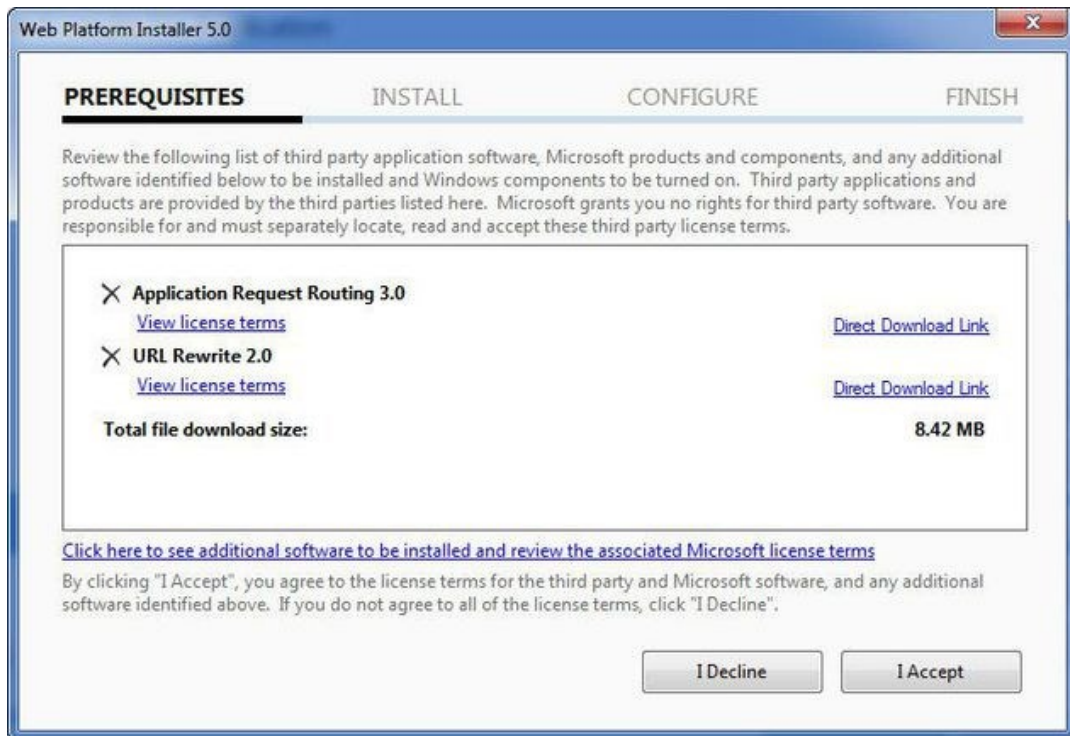 Web Platform Installer 5.0
PREREQUISITES INSTALL CONFIGURE FINISH
Review the following list of third party application software, Microsoft products and components, and any additional
software identified below to be installed and Windows components to be turned on. Third party applications and
products are provided by the third parties listed here. Microsoft grants you no rights for third party software. You are
responsible for and must separately locate, read and accept these third party license terms.
Application Request Routing 3.0
View license terms Direct Download Link
URL Rewrite 2.0
View license terms Direct Download Link
Total file download size: 8.42 MB
Click here to see additional software to be installed and review the associated Microsoft license terms
By clicking "I Accept", you agree to the license terms for the third party and Microsoft software, and any additional
software identified above. If you do not agree to all of the license terms, click "I Decline".
I Decline I Accept